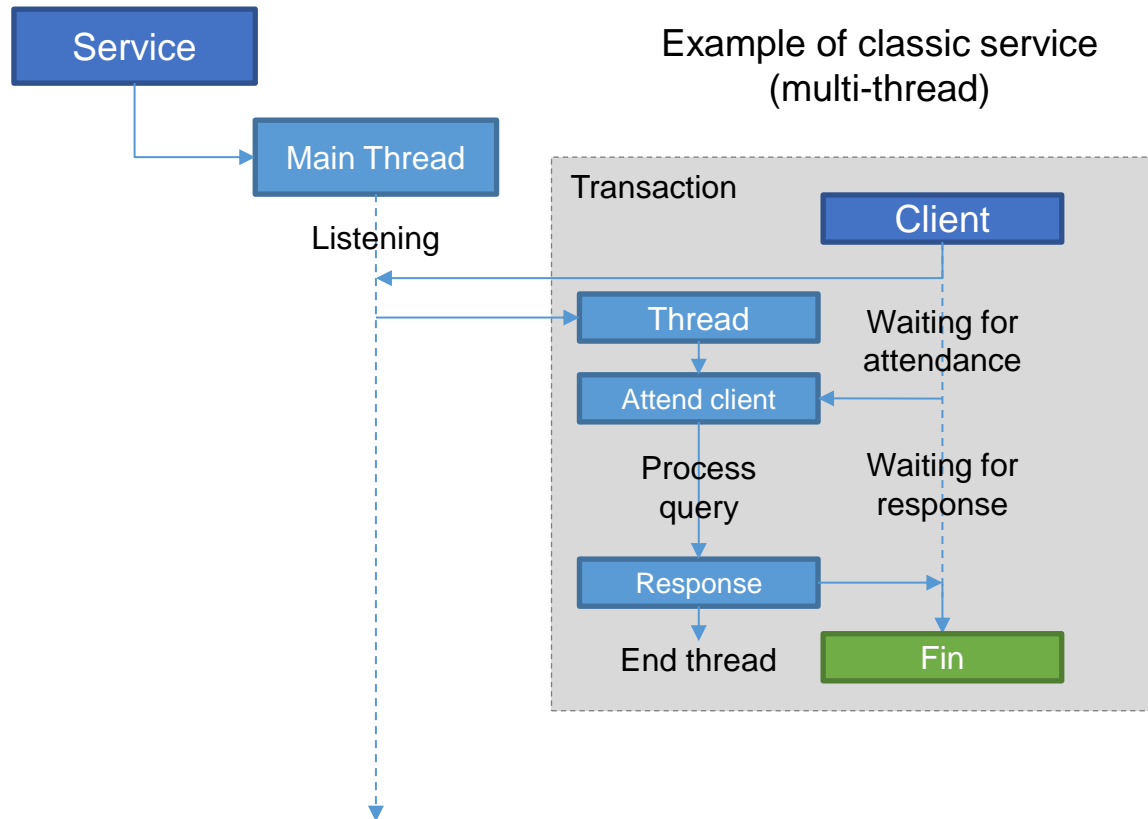 Service
Example of classic service
(multi-thread)
Main Thread
Transaction
Client
Listening
Thread
Waiting for
attendance
Attend client
Process
query
Waiting for
response
Response
End thread
Fin